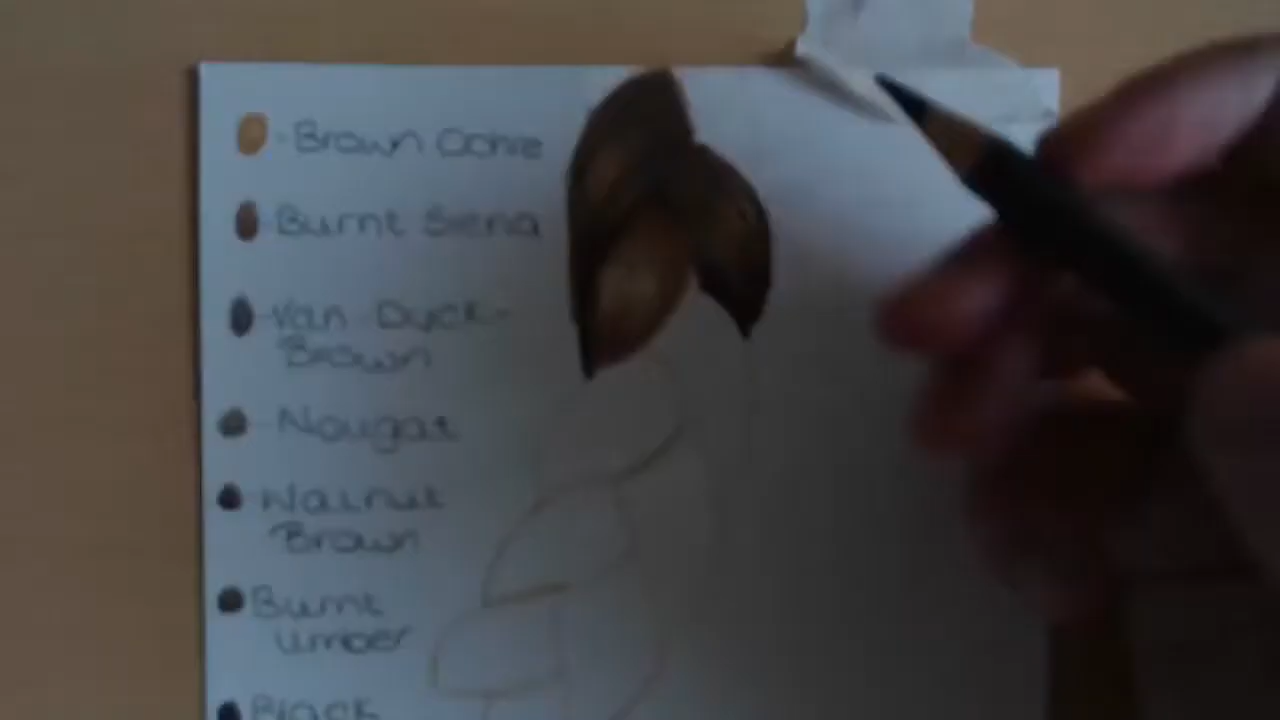 Brown Ochre
Burnt Siena
Van Dyck-
Brown
Nougat
Walnut
Brown
Burnt
Umber
Black